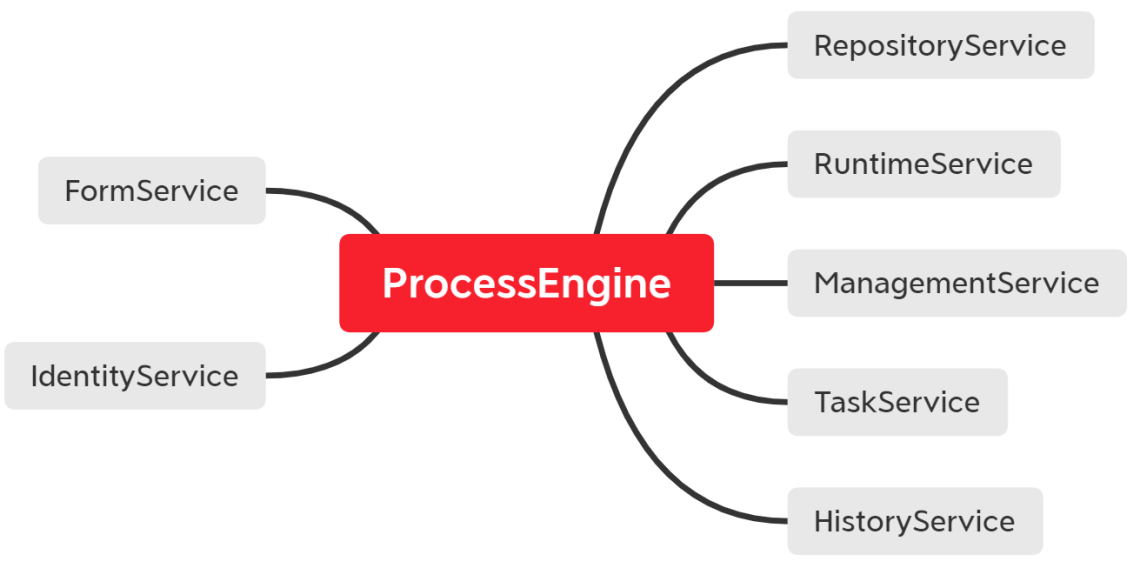 RepositoryService
RuntimeService
FormService
ProcessEngine
ManagementService
IdentityService
TaskService
HistoryService